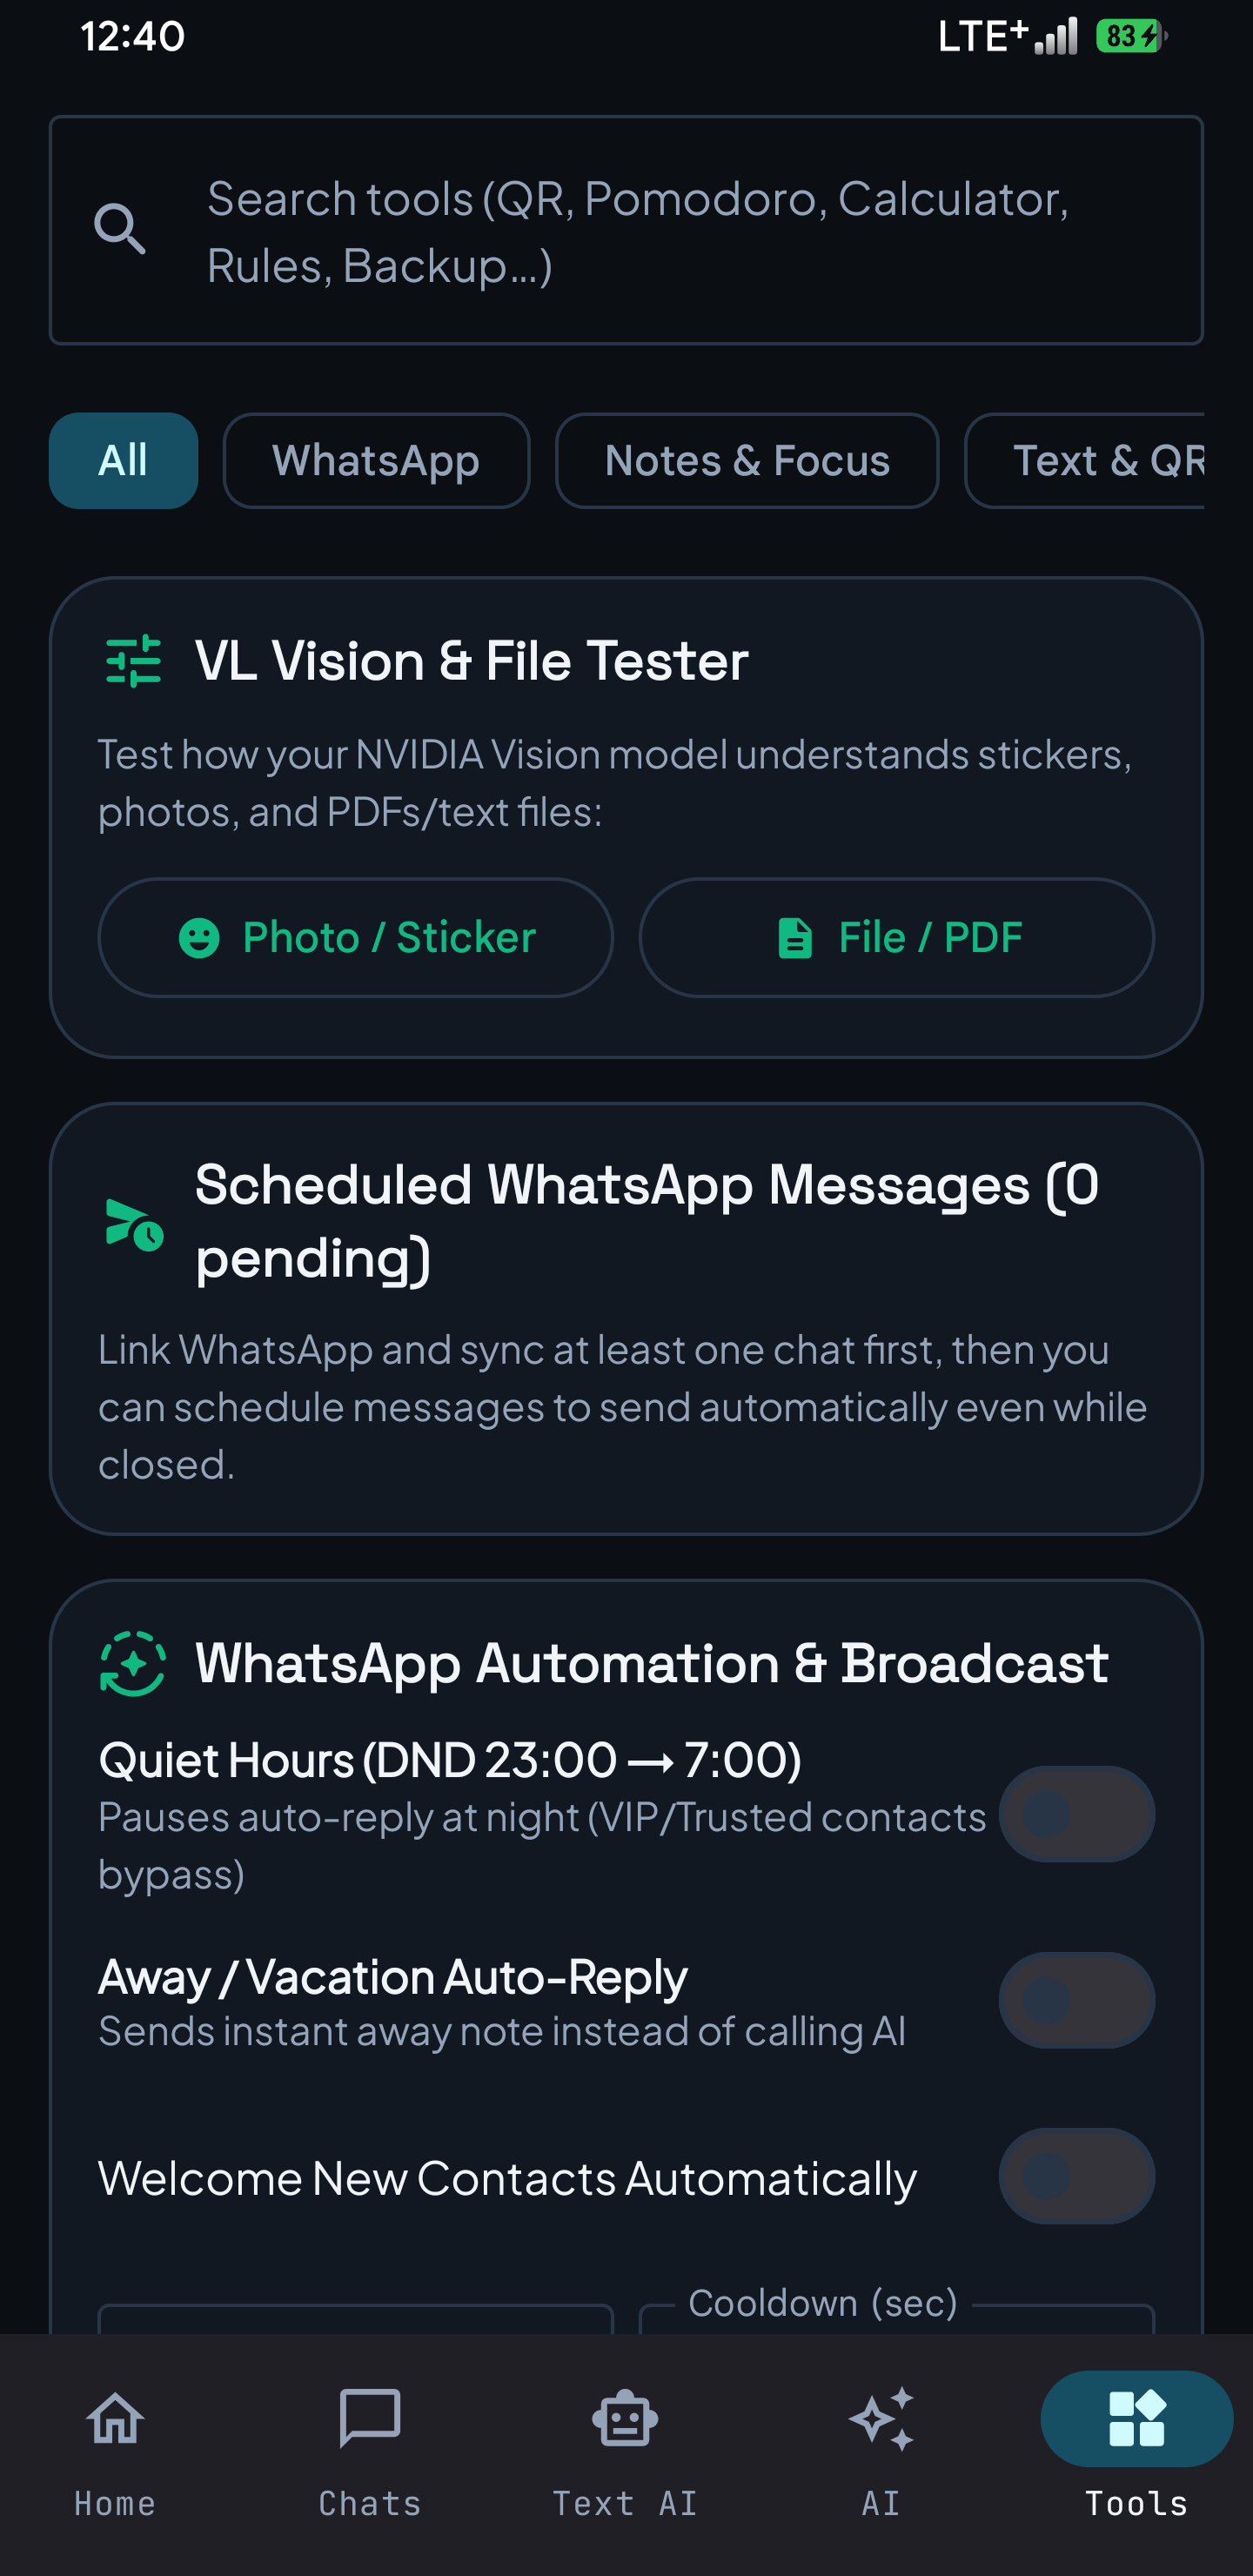 12:40
LTE+ 83
Search tools (QR, Pomodoro, Calculator,
Rules, Backup...)
All
WhatsApp
Notes & Focus
Text & QR
VL Vision & File Tester
Test how your NVIDIA Vision model understands stickers,
photos, and PDFs/text files:
Photo / Sticker
File / PDF
Scheduled WhatsApp Messages (0
pending)
Link WhatsApp and sync at least one chat first, then you
can schedule messages to send automatically even while
closed.
WhatsApp Automation & Broadcast
Quiet Hours (DND 23:00 → 7:00)
Pauses auto-reply at night (VIP/Trusted contacts
bypass)
Away / Vacation Auto-Reply
Sends instant away note instead of calling AI
Welcome New Contacts Automatically
Cooldown (sec)
Home
Chats
Text AI
AI
Tools